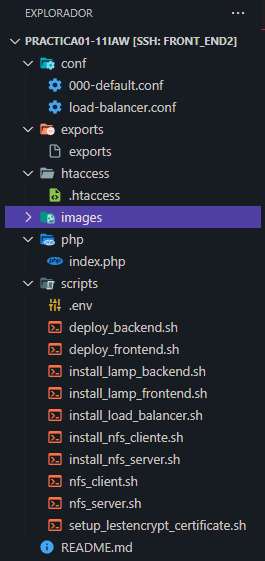 EXPLORADOR
PRACTICA01-11IAW [SSH: FRONT_END2]
conf
000-default.conf
load-balancer.conf
exports
exports
htaccess
.htaccess
images
php
index.php
scripts
.env
deploy_backend.sh
deploy_frontend.sh
install_lamp_backend.sh
install_lamp_frontend.sh
install_load_balancer.sh
install_nfs_cliente.sh
install_nfs_server.sh
nfs_client.sh
nfs_server.sh
setup_lestencrypt_certificate.sh
README.md